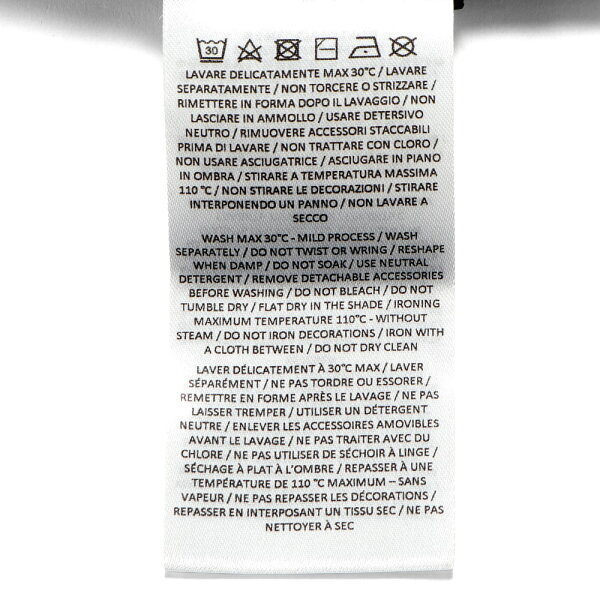 30
LAVARE DELICATAMENTE MAX 30°C / LAVARE
SEPARATAMENTE / NON TORCERE O STRIZZARE /
RIMETTERE IN FORMA DOPO IL LAVAGGIO / NON
LASCIARE IN AMMOLLO / USARE DETERSIVO
NEUTRO / RIMUOVERE ACCESSORI STACCABILI
PRIMA DI LAVARE / NON TRATTARE CON CLORO /
NON USARE ASCIUGATRICE / ASCIUGARE IN PIANO
IN OMBRA / STIRARE A TEMPERATURA MASSIMA
110 °C / NON STIRARE LE DECORAZIONI / STIRARE
INTERPONENDO UN PANNO / NON LAVARE A
SECCO
WASH MAX 30°C - MILD PROCESS / WASH
SEPARATELY / DO NOT TWIST OR WRING / RESHAPE
WHEN DAMP / DO NOT SOAK / USE NEUTRAL
DETERGENT / REMOVE DETACHABLE ACCESSORIES
BEFORE WASHING / DO NOT BLEACH / DO NOT
TUMBLE DRY / FLAT DRY IN THE SHADE / IRONING
MAXIMUM TEMPERATURE 110°C - WITHOUT
STEAM / DO NOT IRON DECORATIONS / IRON WITH
A CLOTH BETWEEN / DO NOT DRY CLEAN
LAVER DÉLICATEMENT À 30°C MAX / LAVER
SÉPARÉMENT / NE PAS TORDRE OU ESSORER /
REMETTRE EN FORME APRÈS LE LAVAGE / NE PAS
LAISSER TREMPER / UTILISER UN DÉTERGENT
NEUTRE / ENLEVER LES ACCESSOIRES AMOVIBLES
AVANT LE LAVAGE / NE PAS TRAITER AVEC DU
CHLORE / NE PAS UTILISER DE SÉCHOIR À LINGE /
SÉCHAGE À PLAT À L'OMBRE / REPASSER À UNE
TEMPÉRATURE DE 110 °C MAXIMUM – SANS
VAPEUR / NE PAS REPASSER LES DÉCORATIONS /
REPASSER EN INTERPOSANT UN TISSU SEC / NE PAS
NETTOYER À SEC